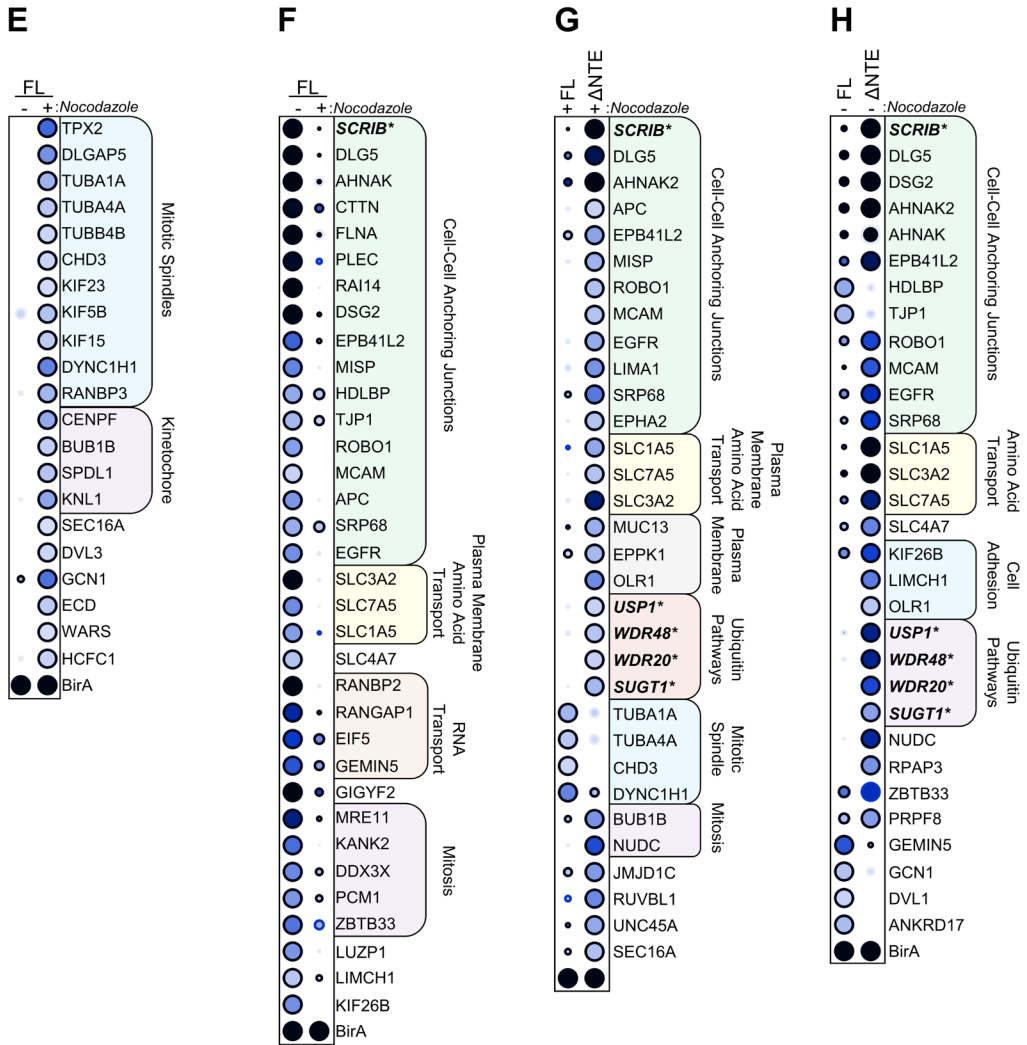 E
FL
- + :Nocodazole
TPX2
DLGAP5
TUBA1A
TUBA4A
TUBB4B
CHD3
KIF23
KIF5B
KIF15
DYNC1H1
RANBP3
Mitotic Spindles
CENPF
BUB1B
SPDL1
KNL1
Kinetochore
SEC16A
DVL3
GCN1
ECD
WARS
HCFC1
BirA
F
FL
- + :Nocodazole
SCRIB*
DLG5
AHNAK
CTTN
FLNA
PLEC
RAI14
DSG2
EPB41L2
MISP
HDLBP
TJP1
ROBO1
MCAM
APC
SRP68
EGFR
Cell-Cell Anchoring Junctions
SLC3A2
SLC7A5
SLC1A5
Plasma Membrane
Amino Acid
Transport
SLC4A7
RANBP2
RANGAP1
EIF5
GEMIN5
RNA
Transport
GIGYF2
MRE11
KANK2
DDX3X
PCM1
ZBTB33
Mitosis
LUZP1
LIMCH1
KIF26B
BirA
G
+ FL
+ ΔNTE
Nocodazole
SCRIB*
DLG5
AHNAK2
APC
EPB41L2
MISP
ROBO1
MCAM
EGFR
LIMA1
SRP68
EPHA2
Cell-Cell Anchoring Junctions
SLC1A5
SLC7A5
SLC3A2
Plasma
Membrane
Amino Acid
Transport
MUC13
EPPK1
OLR1
Plasma
Membrane
USP1*
WDR48*
WDR20*
SUGT1*
Ubiquitin
Pathways
TUBA1A
TUBA4A
CHD3
DYNC1H1
Mitotic
Spindle
BUB1B
NUDC
Mitosis
JMJD1C
RUVBL1
UNC45A
SEC16A
H
- FL
- ΔNTE
:Nocodazole
SCRIB*
DLG5
DSG2
AHNAK2
AHNAK
EPB41L2
HDLBP
TJP1
ROBO1
MCAM
EGFR
SRP68
Cell-Cell Anchoring Junctions
SLC1A5
SLC3A2
SLC7A5
Amino Acid
Transport
SLC4A7
KIF26B
LIMCH1
OLR1
Cell
Adhesion
USP1*
WDR48*
WDR20*
SUGT1*
Ubiquitin
Pathways
NUDC
RPAP3
ZBTB33
PRPF8
GEMIN5
GCN1
DVL1
ANKRD17
BirA